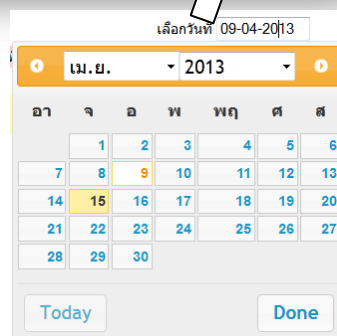 เลือกวันที่ 09-04-2013
เม.ย. 2013
อา จ อ พ พฤ ศ ส
1 2 3 4 5 6
7 8 9 10 11 12 13
14 15 16 17 18 19 20
21 22 23 24 25 26 27
28 29 30
Today Done